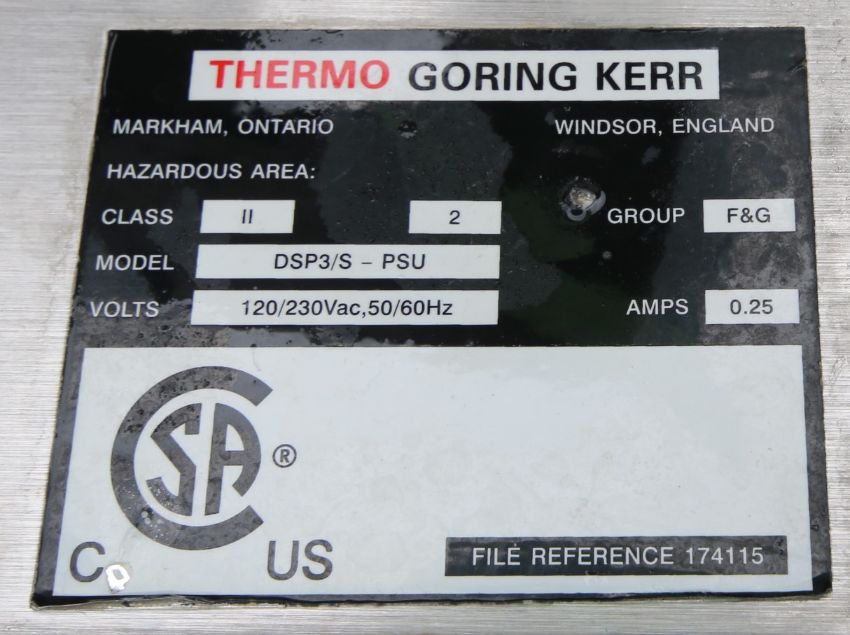 THERMO GORING KERR
MARKHAM, ONTARIO WINDSOR, ENGLAND
HAZARDOUS AREA:
CLASS II 2 GROUP F&G
MODEL DSP3/S - PSU
VOLTS 120/230Vac,50/60Hz AMPS 0.25
CSA ®
C US
FILE REFERENCE 174115